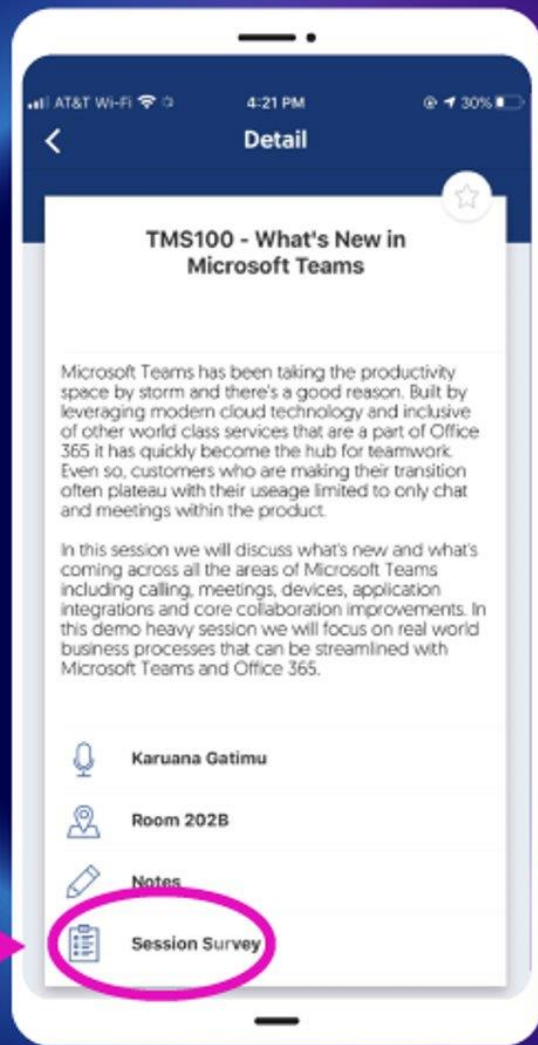 AT&T Wi-Fi 4:21 PM 30%
Detail
TMS100 - What's New in
Microsoft Teams
Microsoft Teams has been taking the productivity
space by storm and there's a good reason. Built by
leveraging modern cloud technology and inclusive
of other world class services that are a part of Office
365 it has quickly become the hub for teamwork.
Even so, customers who are making their transition
often plateau with their useage limited to only chat
and meetings within the product.
In this session we will discuss what's new and what's
coming across all the areas of Microsoft Teams
including calling, meetings, devices, application
integrations and core collaboration improvements. In
this demo heavy session we will focus on real world
business processes that can be streamlined with
Microsoft Teams and Office 365.
Karuana Gatimu
Room 202B
Notes
Session Survey